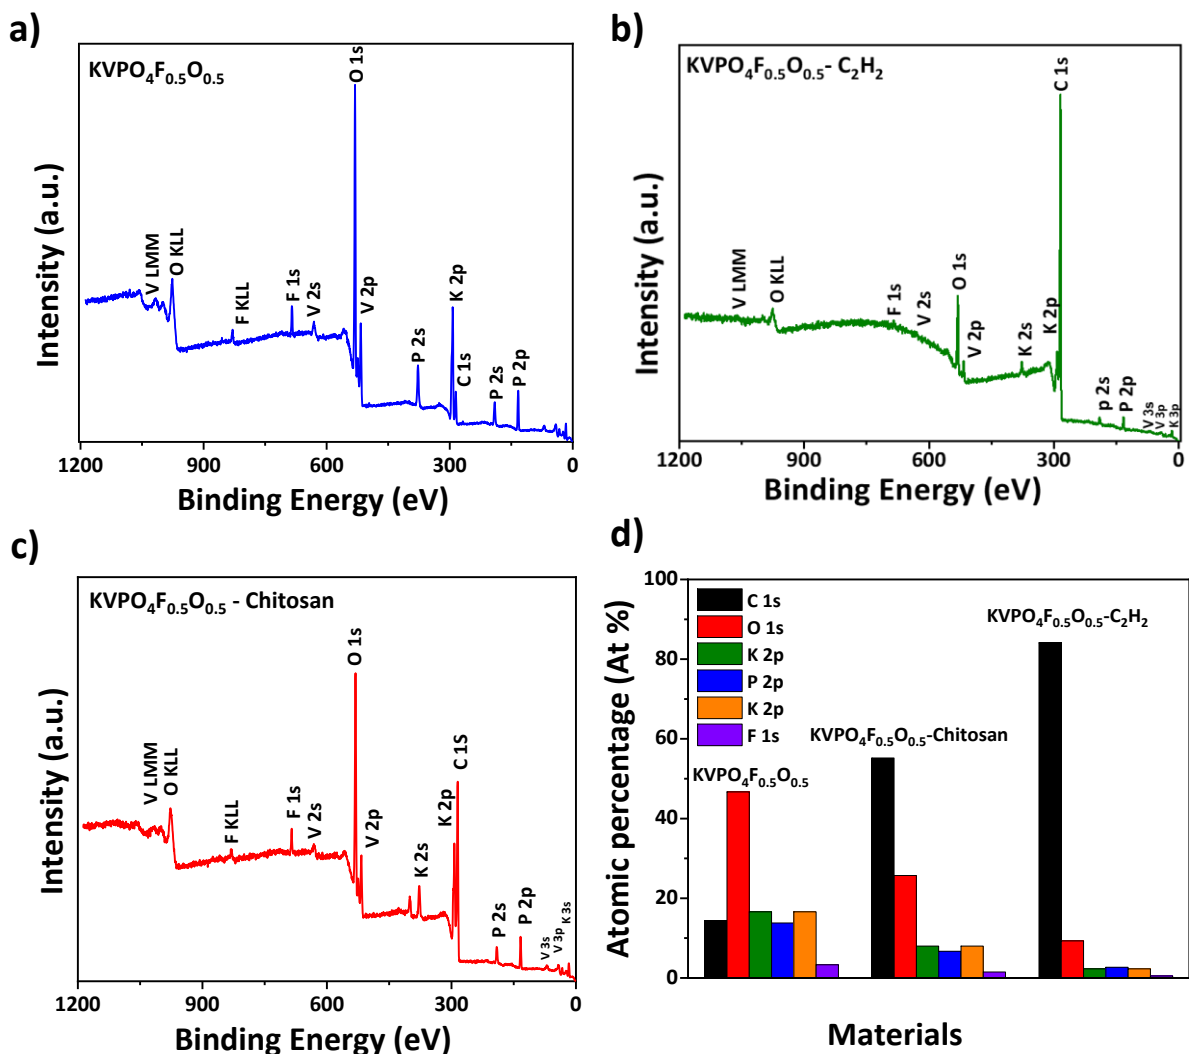 a)
KVPO₄F₀.₅O₀.₅
O 1s
V LMM
O KLL
F KLL
F 1s
V 2s
V 2p
P 2s
K 2p
C 1s
P 2s
P 2p
Intensity (a.u.)
1200 900 600 300 0
Binding Energy (eV)
b)
KVPO₄F₀.₅O₀.₅- C₂H₂
C 1s
V LMM
O KLL
F 1s
V 2s
O 1s
V 2p
K 2s
K 2p
p 2s
P 2p
V 3s
V 3p
K 3p
Intensity (a.u.)
1200 900 600 300 0
Binding Energy (eV)
c)
KVPO₄F₀.₅O₀.₅ - Chitosan
O 1s
V LMM
O KLL
F KLL
F 1s
V 2s
V 2p
K 2s
K 2p
C 1S
P 2s
P 2p
V 3s
V 3p
K 3s
Intensity (a.u.)
1200 900 600 300 0
Binding Energy (eV)
d)
100
80
60
40
20
0
Atomic percentage (At %)
C 1s
O 1s
K 2p
P 2p
K 2p
F 1s
KVPO₄F₀.₅O₀.₅
KVPO₄F₀.₅O₀.₅-Chitosan
KVPO₄F₀.₅O₀.₅-C₂H₂
Materials